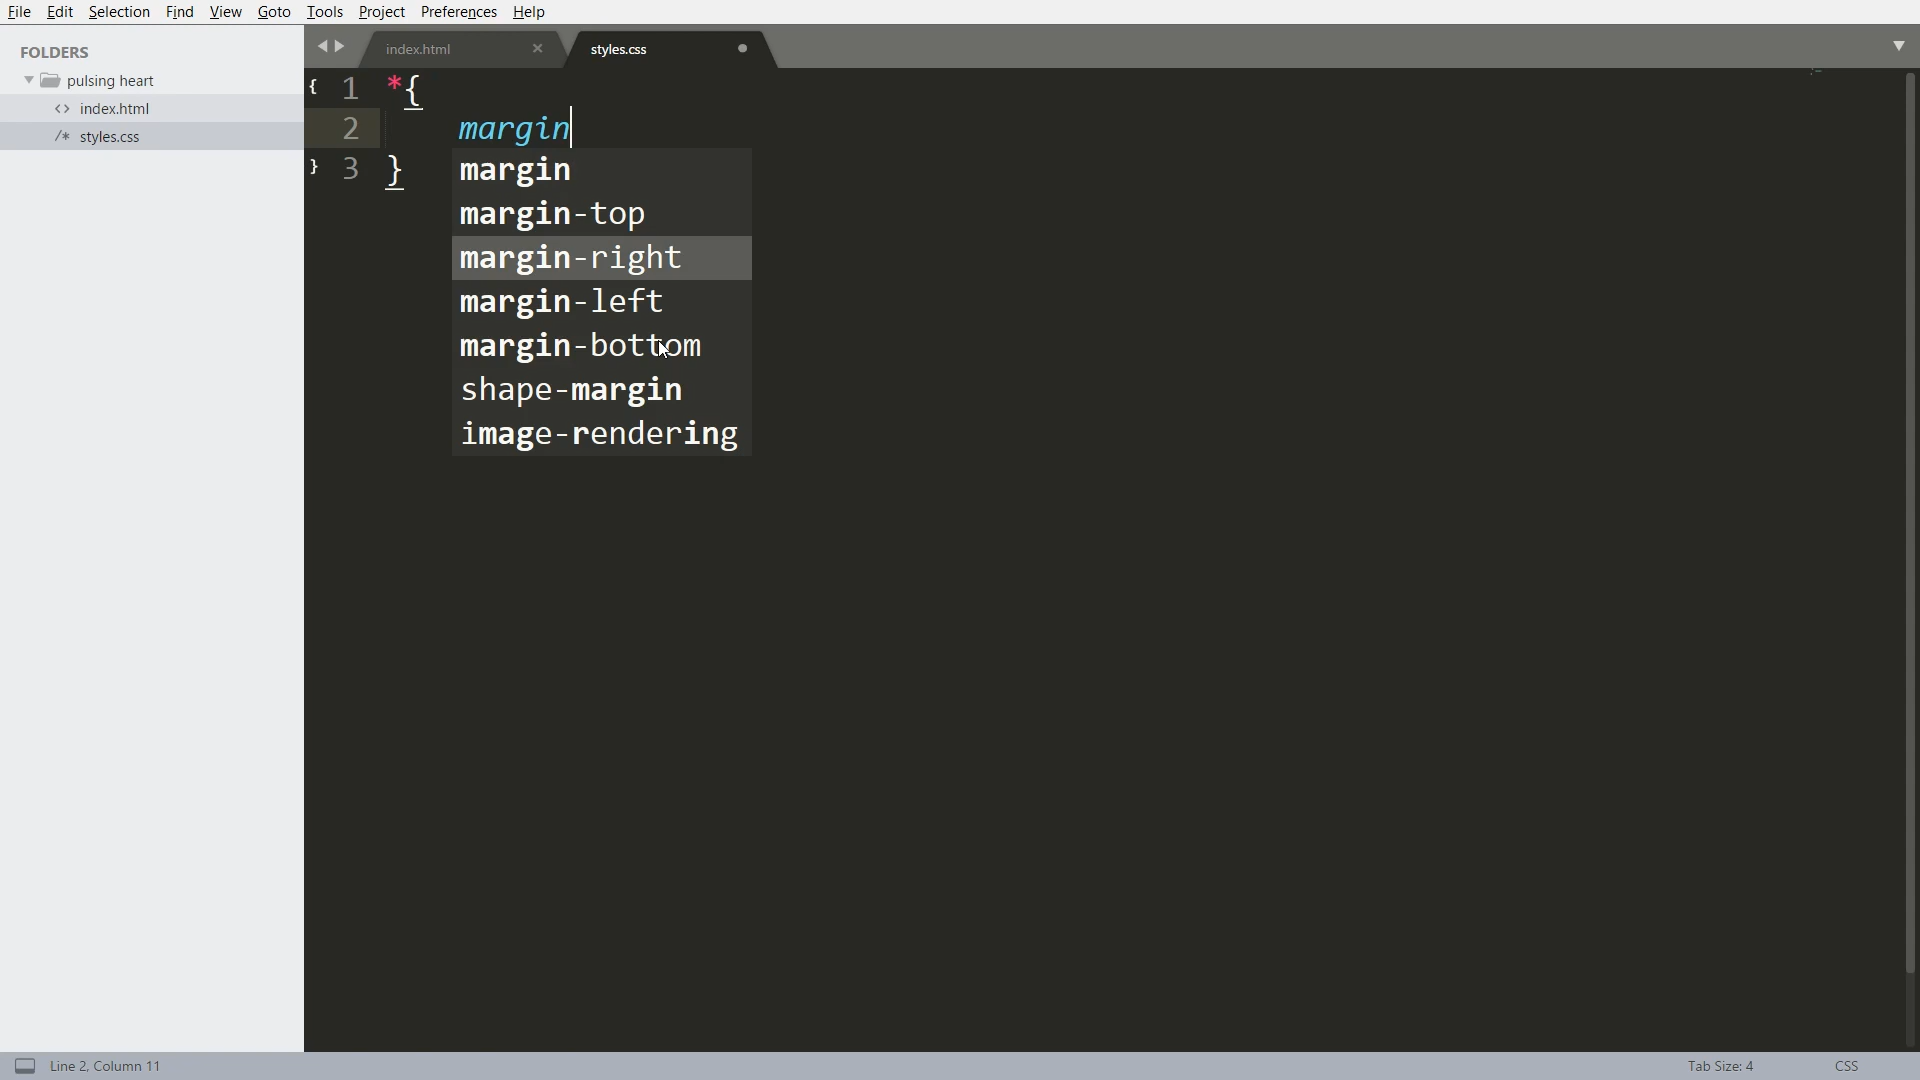 File Edit Selection Find View Goto Tools Project Preferences Help
FOLDERS
pulsing heart
<> index.html
/* styles.css
index.html
styles.css
{ 1 *{
2 margin
} 3 }
margin
margin-top
margin-right
margin-left
margin-bottom
shape-margin
image-rendering
Line 2, Column 11
Tab Size: 4
CSS